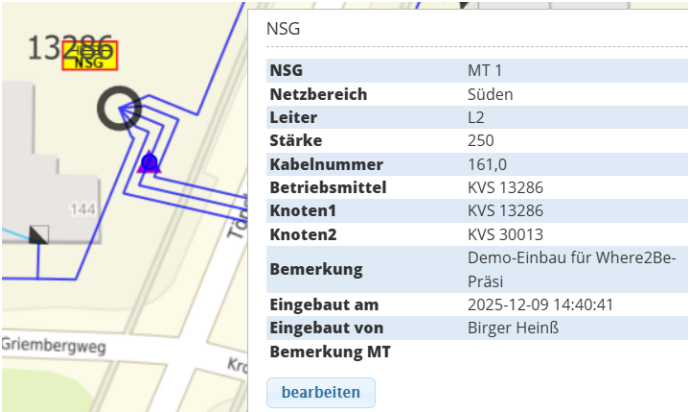 NSG
13286
NSG
144
Griembergweg
NSG MT 1
Netzbereich Süden
Leiter L2
Stärke 250
Kabelnummer 161,0
Betriebsmittel KVS 13286
Knoten1 KVS 13286
Knoten2 KVS 30013
Bemerkung Demo-Einbau für Where2Be-
Präsi
Eingebaut am 2025-12-09 14:40:41
Eingebaut von Birger Heinß
Bemerkung MT
bearbeiten